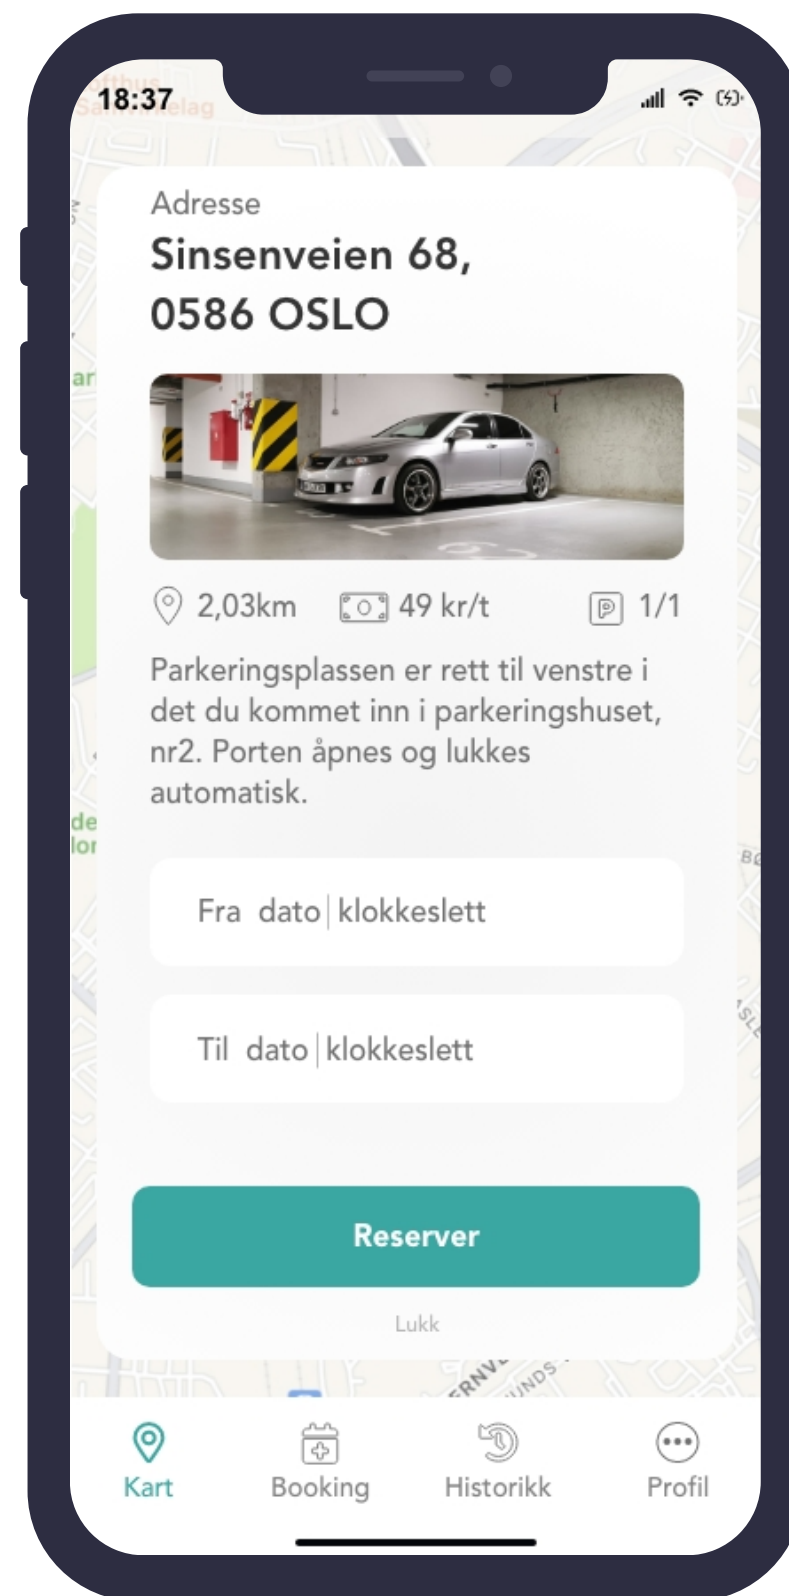 18:37
Samvirkelag
Adresse
Sinsenveien 68,
0586 OSLO
2,03km 49 kr/t P 1/1
Parkeringsplassen er rett til venstre i
det du kommet inn i parkeringshuset,
nr2. Porten åpnes og lukkes
automatisk.
Fra dato klokkeslett
Til dato klokkeslett
Reserver
Lukk
Kart Booking Historikk Profil